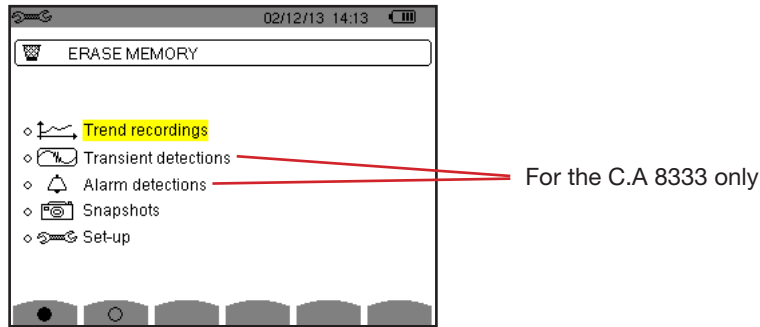 02/12/13 14:13
ERASE MEMORY
Trend recordings
Transient detections
Alarm detections
Snapshots
Set-up
For the C.A 8333 only